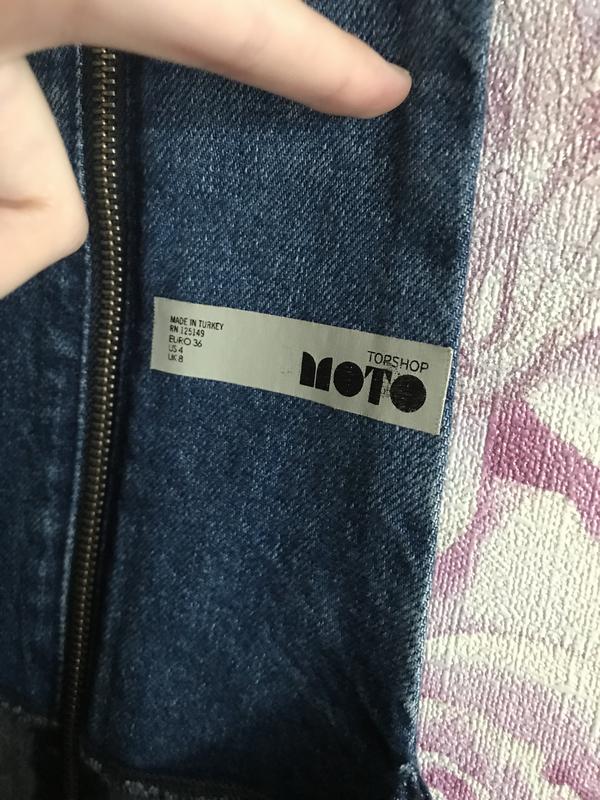 MADE IN TURKEY
RN 125149
EURO 36
US 4
UK 8
TOPSHOP
MOTO